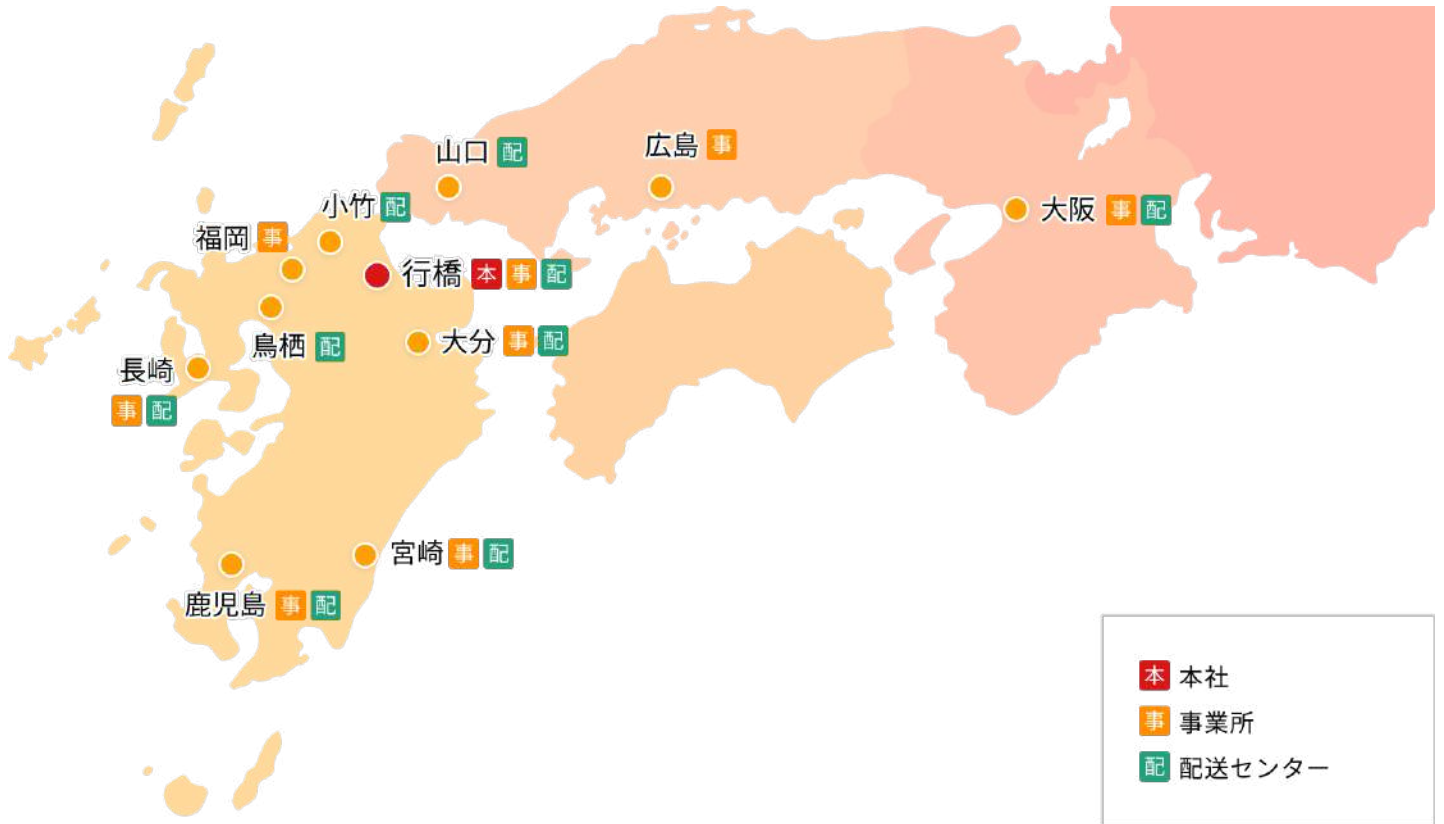 山口 配
広島 事
小竹 配
大阪 事 配
福岡 事
行橋 本 事 配
鳥栖 配
大分 事 配
長崎
事 配
宮崎 事 配
鹿児島 事 配
本 本社
事 事業所
配 配送センター